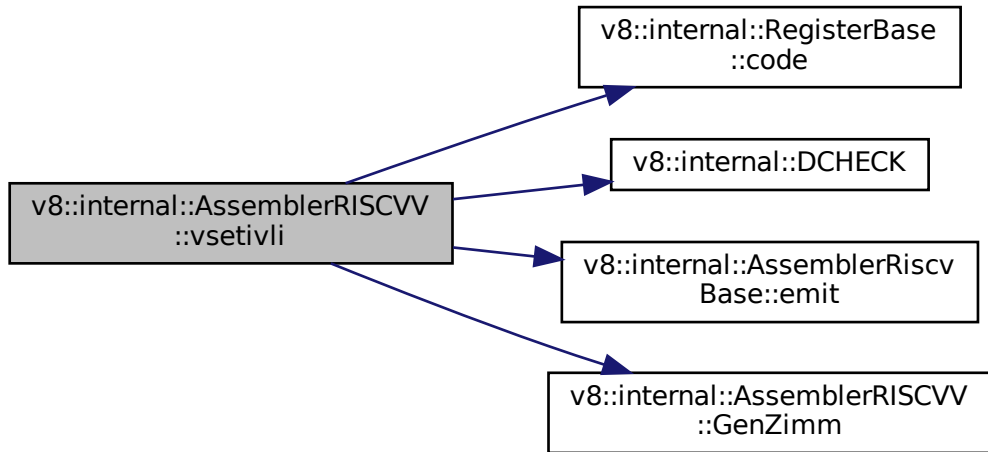 v8::internal::RegisterBase
::code
v8::internal::DCHECK
v8::internal::AssemblerRISCVV
::vsetivli
v8::internal::AssemblerRiscv
Base::emit
v8::internal::AssemblerRISCVV
::GenZimm